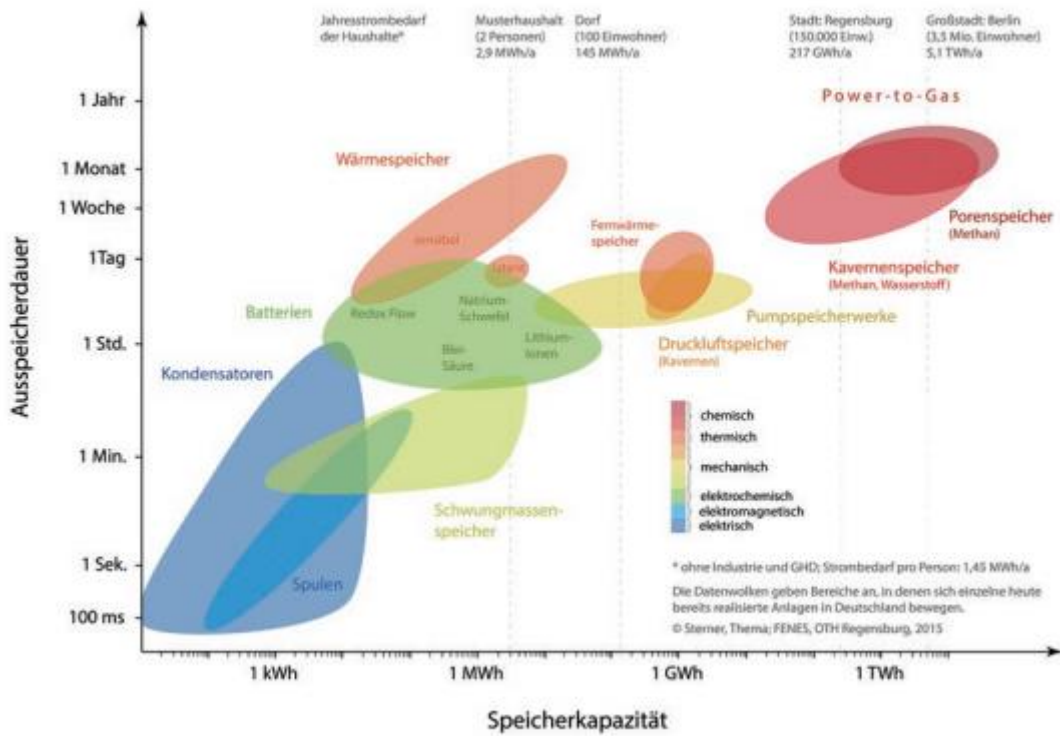 Jahresstrombedarf
der Haushalte*
Musterhaushalt
(2 Personen)
2,9 MWh/a
Dorf
(100 Einwohner)
145 MWh/a
Stadt: Regensburg
(150.000 Einw.)
217 GWh/a
Großstadt: Berlin
(3,5 Mio. Einwohner)
5,1 TWh/a
Ausspeicherdauer
1 Jahr
1 Monat
1 Woche
1Tag
1 Std.
1 Min.
1 Sek.
100 ms
Power-to-Gas
Wärmespeicher
sensibel
latent
Fernwärme-
speicher
Porenspeicher
(Methan)
Kavernenspeicher
(Methan, Wasserstoff)
Batterien
Redox Flow
Natrium-
Schwefel
Blei-
Säure
Lithium-
Ionen
Pumpspeicherwerke
Druckluftspeicher
(Kavernen)
Kondensatoren
Schwungmassen-
speicher
Spulen
chemisch
thermisch
mechanisch
elektrochemisch
elektromagnetisch
elektrisch
* ohne Industrie und GHD; Strombedarf pro Person: 1,45 MWh/a
Die Datenwolken geben Bereiche an, in denen sich einzelne heute
bereits realisierte Anlagen in Deutschland bewegen.
© Sterner, Thema; FENES, OTH Regensburg, 2015
1 kWh
1 MWh
1 GWh
1 TWh
Speicherkapazität